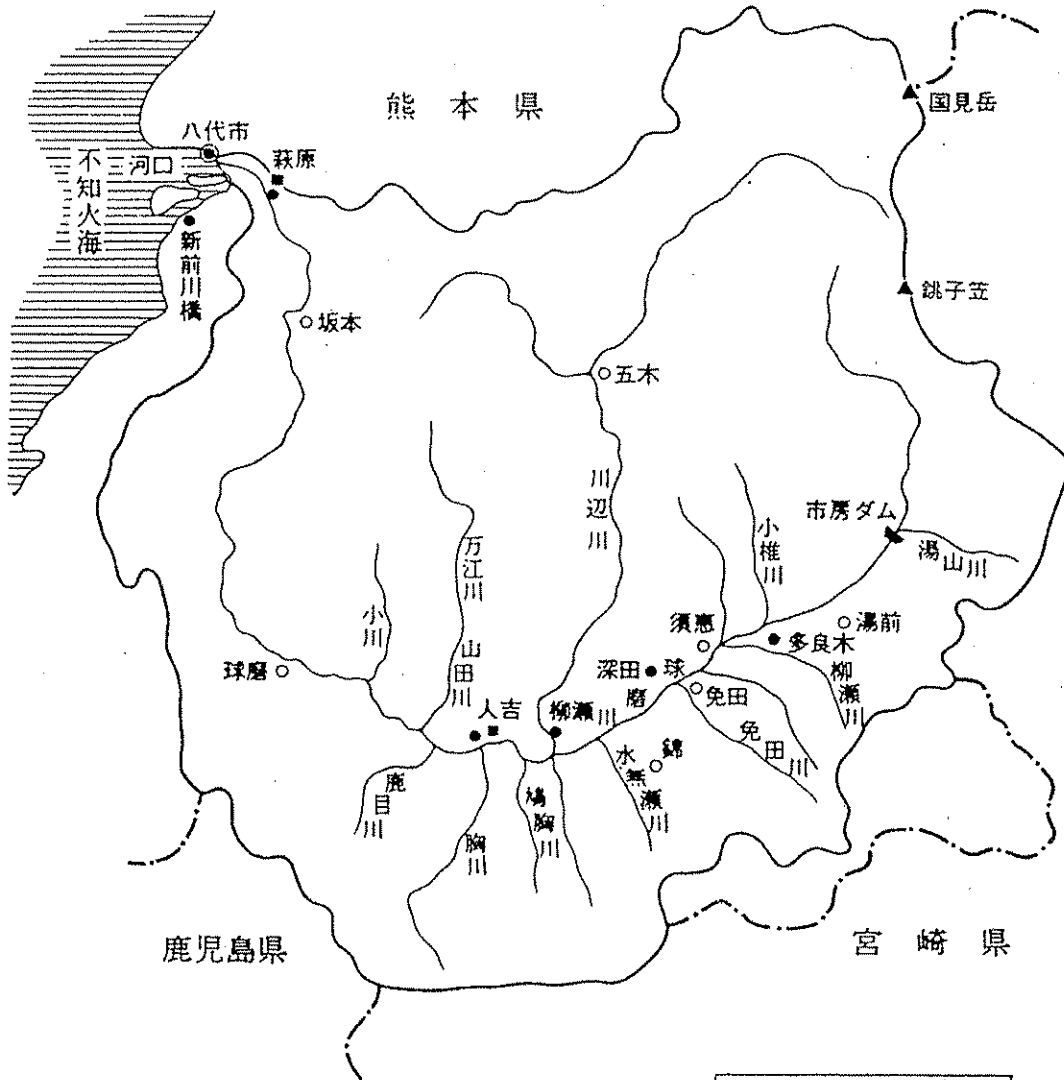 熊本県
国見岳
八代市
河口
萩原
不知火海
新前川橋
銚子笠
坂本
五木
川辺川
市房ダム
湯山川
小椎川
万江川
小川
山田川
須恵
湯前
多良木
柳瀬川
球磨
深田
球磨川
免田
免田川
人吉
柳瀬
錦
水無瀬川
鹿目川
胸川
鳩胸川
鹿児島県
宮崎県